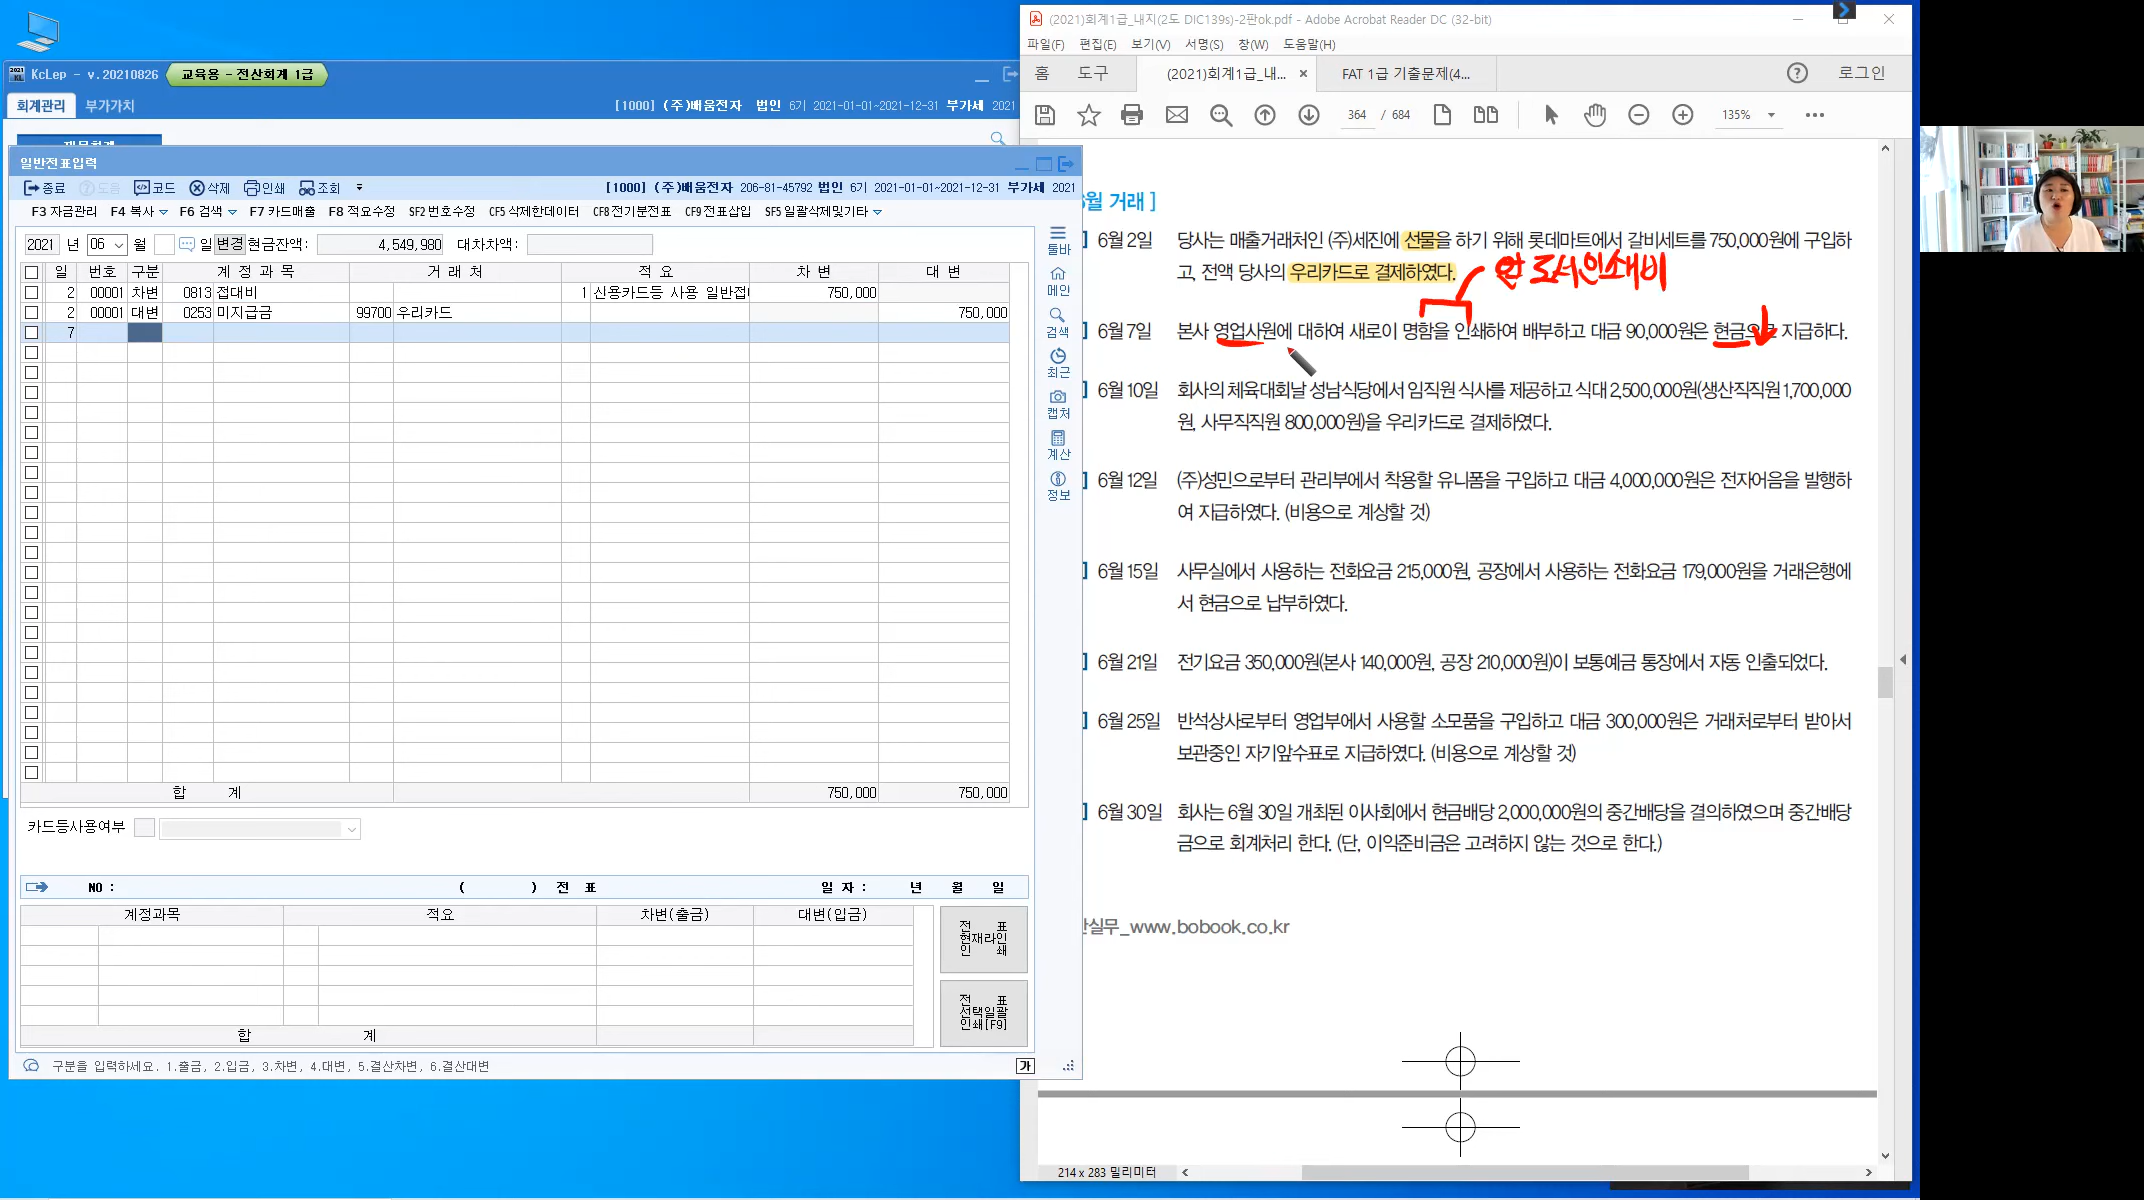 KcLep - v.20210826 교육용 - 전산회계 1급
회계관리 부가가치
[1000] (주)배움전자 법인 6기 2021-01-01~2021-12-31 부가세 2021
일반전표입력
종료 도움 코드 삭제 인쇄 조회
[1000] (주)배움전자 206-81-45792 법인 6기 2021-01-01~2021-12-31 부가세 2021
F3 자금관리 F4 복사 F6 검색 F7 카드매출 F8 적요수정 SF2 번호수정 CF5 삭제한데이터 CF8 전기분전표 CF9 전표삽입 SF5 일괄삭제및기타
2021 년 06 월 일 변경 현금잔액: 4,549,980 대차차액:
일 번호 구분 계 정 과 목 거 래 처 적 요 차 변 대 변
2 00001 차변 0813 접대비 1 신용카드등 사용 일반접 750,000
2 00001 대변 0253 미지급금 99700 우리카드 750,000
7
합 계 750,000 750,000
카드등사용여부
NO : ( ) 전 표 일 자 : 년 월 일
계정과목 적요 차변(출금) 대변(입금)
합 계
전 표
현재라인
인 쇄
전 표
선택일괄
인쇄[F9]
구분을 입력하세요. 1.출금, 2.입금, 3.차변, 4.대변, 5.결산차변, 6.결산대변
가
툴바
메인
검색
최근
캡처
계산
정보
(2021)회계1급_내지(2도 DIC139s)-2판ok.pdf - Adobe Acrobat Reader DC (32-bit)
파일(F) 편집(E) 보기(V) 서명(S) 창(W) 도움말(H)
홈 도구 (2021)회계1급_내... × FAT 1급 기출문제(4... 로그인
364 / 684 135%
월 거래 ]
] 6월 2일 당사는 매출거래처인 (주)세진에 선물을 하기 위해 롯데마트에서 갈비세트를 750,000원에 구입하
고, 전액 당사의 우리카드로 결제하였다.
도서인쇄비
] 6월 7일 본사 영업사원에 대하여 새로이 명함을 인쇄하여 배부하고 대금 90,000원은 현금으로 지급하다.
] 6월 10일 회사의 체육대회날 성남식당에서 임직원 식사를 제공하고 식대 2,500,000원(생산직직원 1,700,000
원, 사무직직원 800,000원)을 우리카드로 결제하였다.
] 6월 12일 (주)성민으로부터 관리부에서 착용할 유니폼을 구입하고 대금 4,000,000원은 전자어음을 발행하
여 지급하였다. (비용으로 계상할 것)
] 6월 15일 사무실에서 사용하는 전화요금 215,000원, 공장에서 사용하는 전화요금 179,000원을 거래은행에
서 현금으로 납부하였다.
] 6월 21일 전기요금 350,000원(본사 140,000원, 공장 210,000원)이 보통예금 통장에서 자동 인출되었다.
] 6월 25일 반석상사로부터 영업부에서 사용할 소모품을 구입하고 대금 300,000원은 거래처로부터 받아서
보관중인 자기앞수표로 지급하였다. (비용으로 계상할 것)
] 6월 30일 회사는 6월 30일 개최된 이사회에서 현금배당 2,000,000원의 중간배당을 결의하였으며 중간배당
금으로 회계처리 한다. (단, 이익준비금은 고려하지 않는 것으로 한다.)
산실무_www.bobook.co.kr
214 x 283 밀리미터